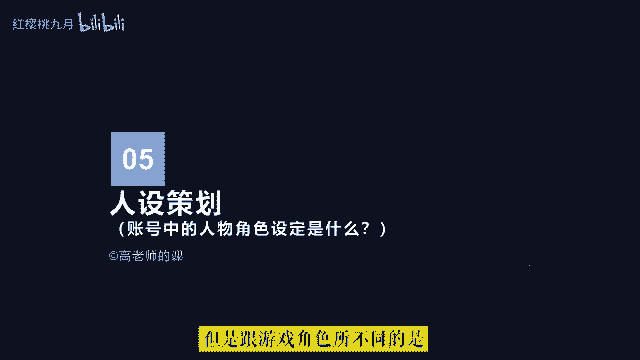 红樱桃九月 bilibili
05
人设策划
（账号中的人物角色设定是什么？）
©高老师的课
但是跟游戏角色所不同的是